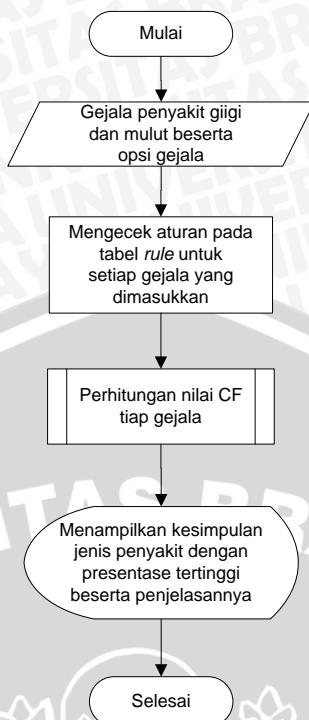 Mulai
Gejala penyakit giigi
dan mulut beserta
opsi gejala
Mengecek aturan pada
tabel rule untuk
setiap gejala yang
dimasukkan
Perhitungan nilai CF
tiap gejala
Menampilkan kesimpulan
jenis penyakit dengan
presentase tertinggi
beserta penjelasannya
Selesai